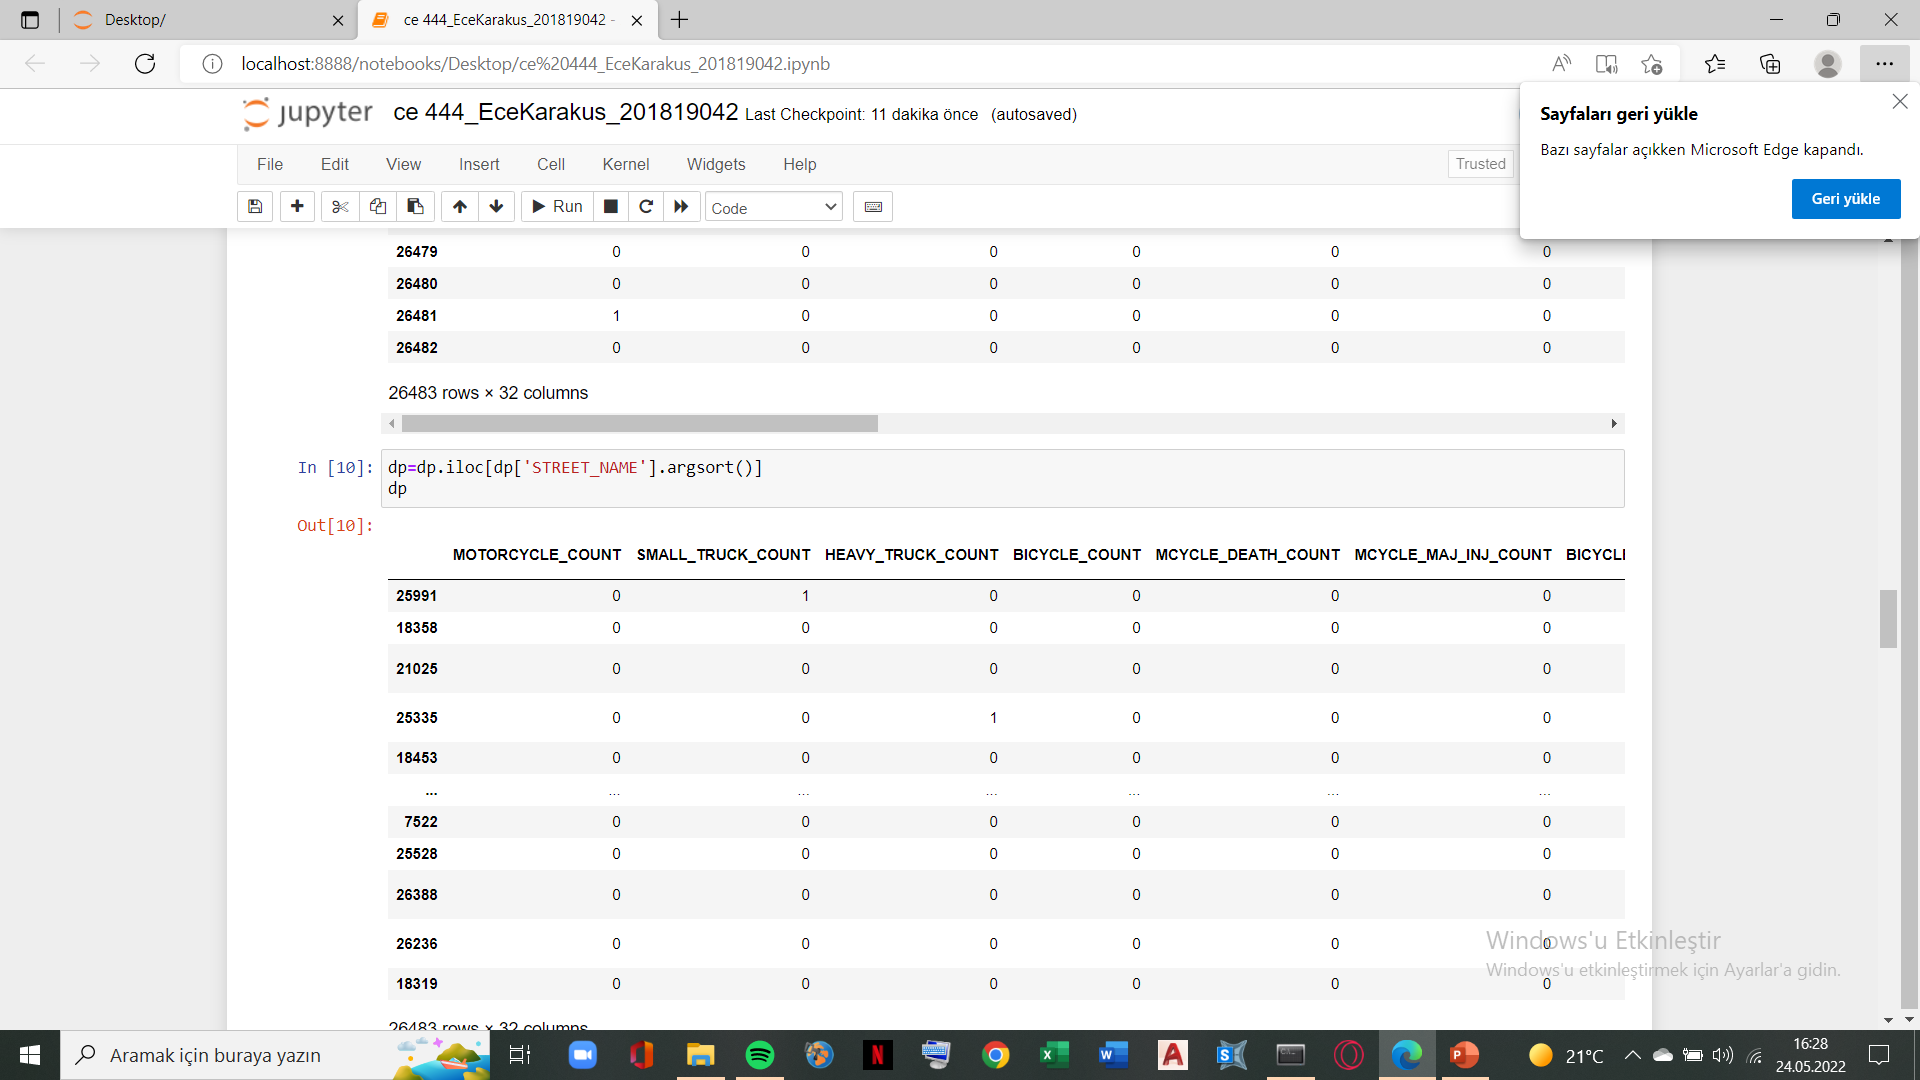 Desktop/
ce 444_EceKarakus_201819042 -
localhost:8888/notebooks/Desktop/ce%20444_EceKarakus_201819042.ipynb
Sayfaları geri yükle
Bazı sayfalar açıkken Microsoft Edge kapandı.
Geri yükle
jupyter ce 444_EceKarakus_201819042 Last Checkpoint: 11 dakika önce (autosaved)
File Edit View Insert Cell Kernel Widgets Help
Trusted
Run
Code
26479 0 0 0 0 0 0
26480 0 0 0 0 0 0
26481 1 0 0 0 0 0
26482 0 0 0 0 0 0
26483 rows × 32 columns
In [10]: dp=dp.iloc[dp['STREET_NAME'].argsort()]
dp
Out[10]:
MOTORCYCLE_COUNT SMALL_TRUCK_COUNT HEAVY_TRUCK_COUNT BICYCLE_COUNT MCYCLE_DEATH_COUNT MCYCLE_MAJ_INJ_COUNT BICYCLI
25991 0 1 0 0 0 0
18358 0 0 0 0 0 0
21025 0 0 0 0 0 0
25335 0 0 1 0 0 0
18453 0 0 0 0 0 0
... ... ... ... ... ... ...
7522 0 0 0 0 0 0
25528 0 0 0 0 0 0
26388 0 0 0 0 0 0
26236 0 0 0 0 0 0
18319 0 0 0 0 0 0
26483 rows × 32 columns
Windows'u Etkinleştir
Windows'u etkinleştirmek için Ayarlar'a gidin.
Aramak için buraya yazın
21°C
16:28
24.05.2022